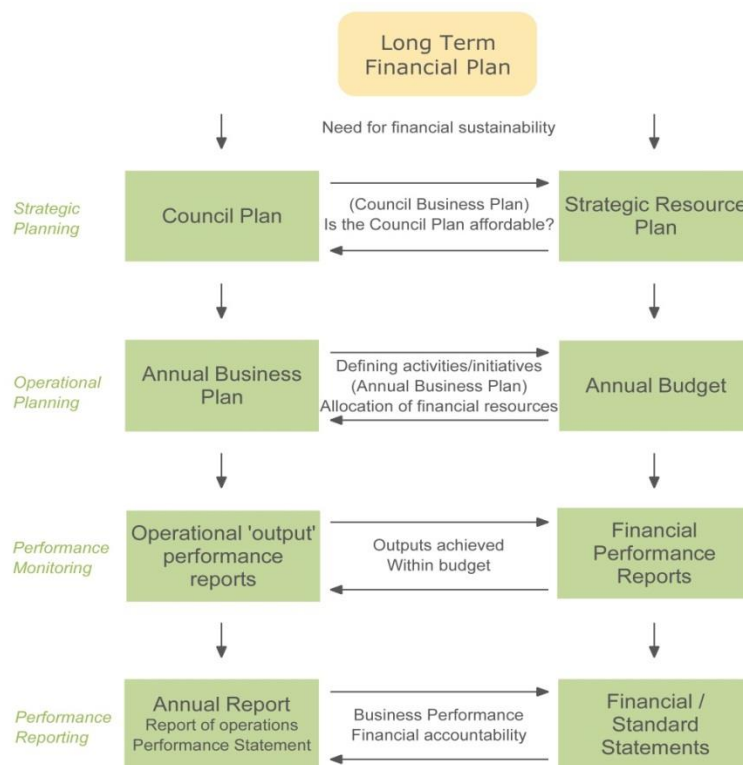 Long Term
Financial Plan
Need for financial sustainability
Strategic
Planning
Council Plan
(Council Business Plan)
Is the Council Plan affordable?
Strategic Resource
Plan
Operational
Planning
Annual Business
Plan
Defining activities/initiatives
(Annual Business Plan)
Allocation of financial resources
Annual Budget
Performance
Monitoring
Operational 'output'
performance
reports
Outputs achieved
Within budget
Financial
Performance
Reports
Performance
Reporting
Annual Report
Report of operations
Performance Statement
Business Performance
Financial accountability
Financial /
Standard
Statements